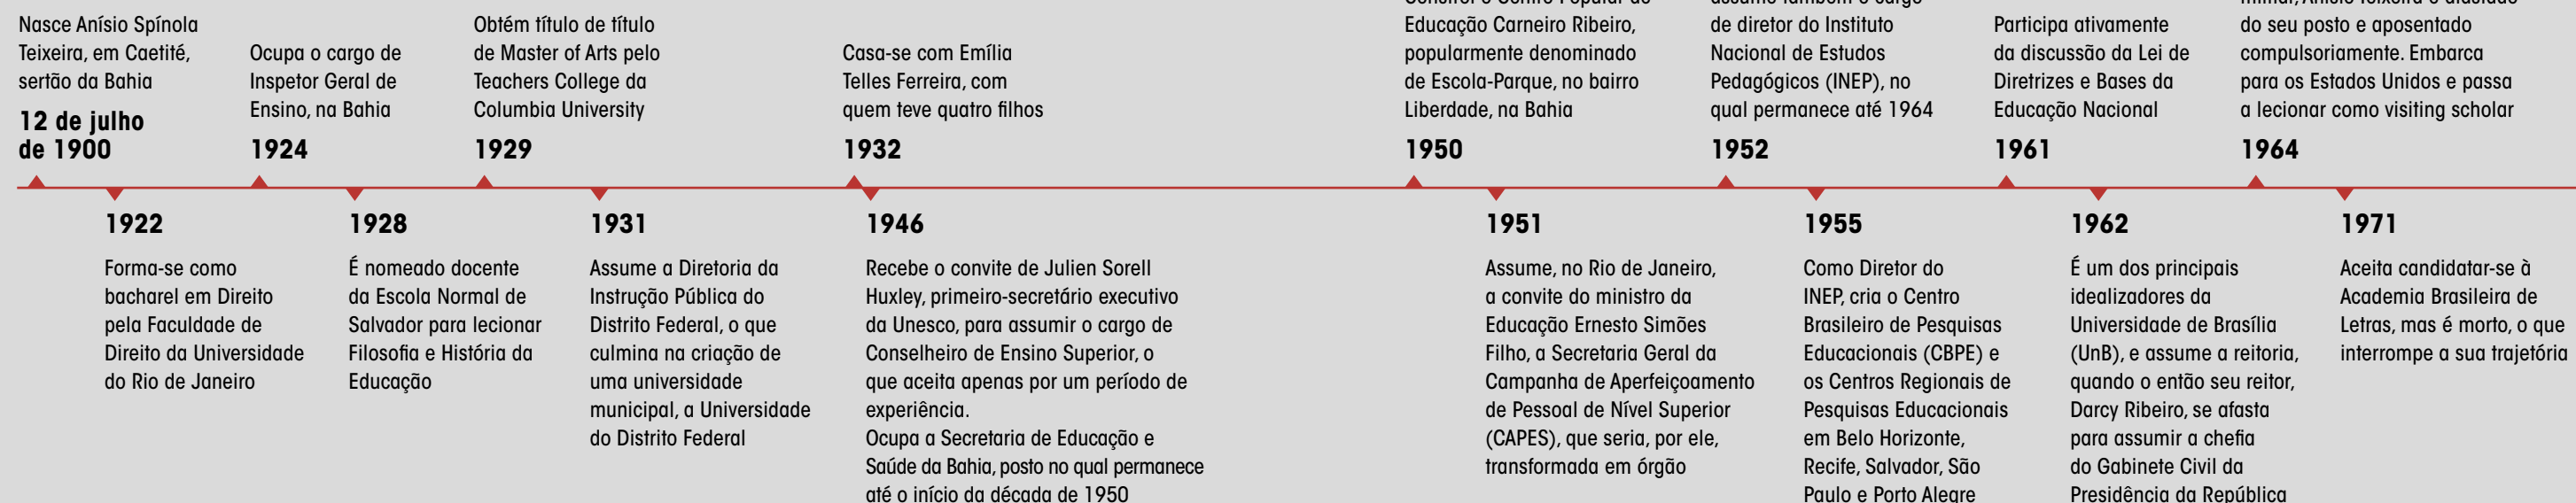 Nasce Anísio Spínola
Teixeira, em Caetité,
sertão da Bahia
12 de julho
de 1900
1922
Forma-se como
bacharel em Direito
pela Faculdade de
Direito da Universidade
do Rio de Janeiro
Ocupa o cargo de
Inspetor Geral de
Ensino, na Bahia
1924
1928
É nomeado docente
da Escola Normal de
Salvador para lecionar
Filosofia e História da
Educação
Obtém título de título
de Master of Arts pelo
Teachers College da
Columbia University
1929
1931
Assume a Diretoria da
Instrução Pública do
Distrito Federal, o que
culmina na criação de
uma universidade
municipal, a Universidade
do Distrito Federal
Casa-se com Emília
Telles Ferreira, com
quem teve quatro filhos
1932
1946
Recebe o convite de Julien Sorell
Huxley, primeiro-secretário executivo
da Unesco, para assumir o cargo de
Conselheiro de Ensino Superior, o
que aceita apenas por um período de
experiência.
Ocupa a Secretaria de Educação e
Saúde da Bahia, posto no qual permanece
até o início da década de 1950
Educação Carneiro Ribeiro,
popularmente denominado
de Escola-Parque, no bairro
Liberdade, na Bahia
1950
1951
Assume, no Rio de Janeiro,
a convite do ministro da
Educação Ernesto Simões
Filho, a Secretaria Geral da
Campanha de Aperfeiçoamento
de Pessoal de Nível Superior
(CAPES), que seria, por ele,
transformada em órgão
de diretor do Instituto
Nacional de Estudos
Pedagógicos (INEP), no
qual permanece até 1964
1952
1955
Como Diretor do
INEP, cria o Centro
Brasileiro de Pesquisas
Educacionais (CBPE) e
os Centros Regionais de
Pesquisas Educacionais
em Belo Horizonte,
Recife, Salvador, São
Paulo e Porto Alegre
Participa ativamente
da discussão da Lei de
Diretrizes e Bases da
Educação Nacional
1961
1962
É um dos principais
idealizadores da
Universidade de Brasília
(UnB), e assume a reitoria,
quando o então seu reitor,
Darcy Ribeiro, se afasta
para assumir a chefia
do Gabinete Civil da
Presidência da República
do seu posto e aposentado
compulsoriamente. Embarca
para os Estados Unidos e passa
a lecionar como visiting scholar
1964
1971
Aceita candidatar-se à
Academia Brasileira de
Letras, mas é morto, o que
interrompe a sua trajetória